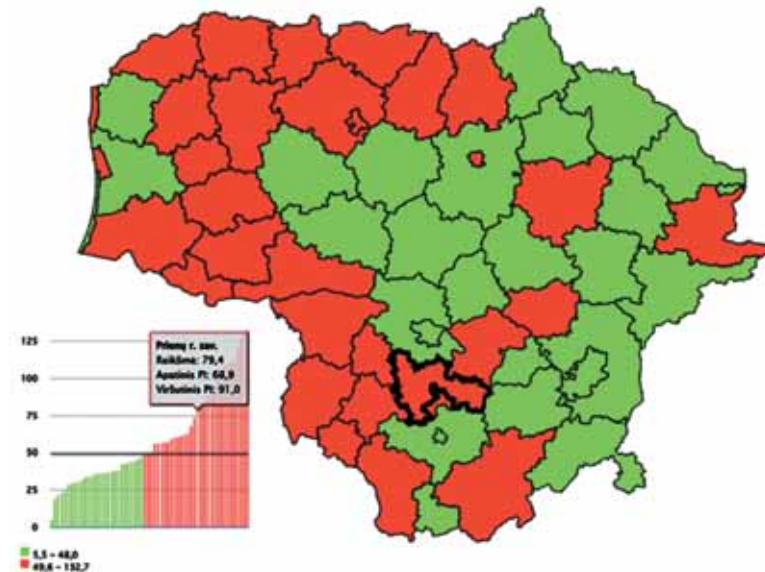 125
100
75
50
25
0
Prienų r. sav.
Reikšmė: 79,4
Apatinis PI: 68,9
Viršutinis PI: 91,0
5,5 – 48,0
49,6 – 152,7